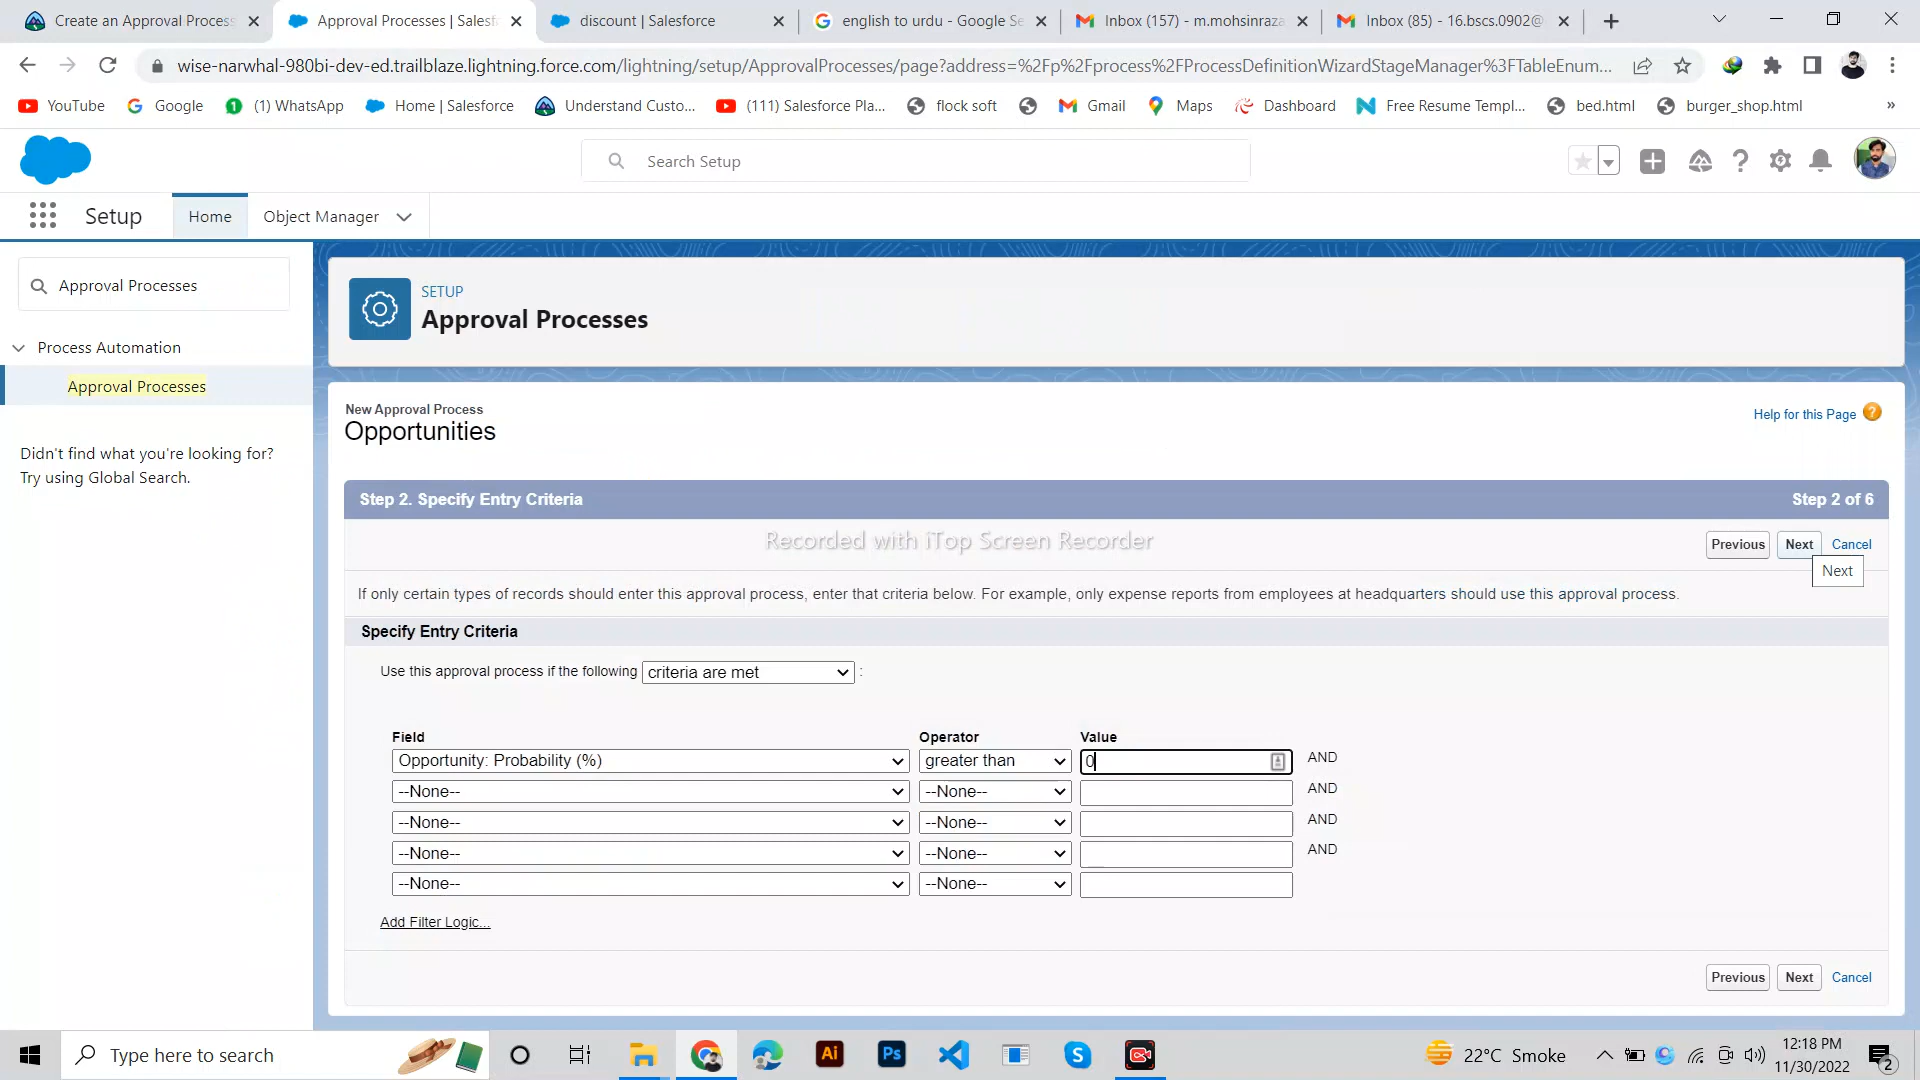 Create an Approval Process
Approval Processes | Salesf
discount | Salesforce
english to urdu - Google Se
Inbox (157) - m.mohsinraza
Inbox (85) - 16.bscs.0902@
wise-narwhal-980bi-dev-ed.trailblaze.lightning.force.com/lightning/setup/ApprovalProcesses/page?address=%2Fp%2Fprocess%2FProcessDefinitionWizardStageManager%3FTableEnum...
YouTube
Google
(1) WhatsApp
Home | Salesforce
Understand Custo...
(111) Salesforce Pla...
flock soft
Gmail
Maps
Dashboard
Free Resume Templ...
bed.html
burger_shop.html
»
Search Setup
Setup
Home
Object Manager
Approval Processes
SETUP
Approval Processes
Process Automation
Approval Processes
Didn't find what you're looking for?
Try using Global Search.
New Approval Process
Opportunities
Help for this Page ?
Step 2. Specify Entry Criteria
Step 2 of 6
Recorded with iTop Screen Recorder
Previous Next Cancel
Next
If only certain types of records should enter this approval process, enter that criteria below. For example, only expense reports from employees at headquarters should use this approval process.
Specify Entry Criteria
Use this approval process if the following criteria are met :
Field Operator Value
Opportunity: Probability (%) greater than 0 AND
--None-- --None-- AND
--None-- --None-- AND
--None-- --None-- AND
--None-- --None--
Add Filter Logic...
Previous Next Cancel
Type here to search
Ai
Ps
22°C Smoke
12:18 PM
11/30/2022
2